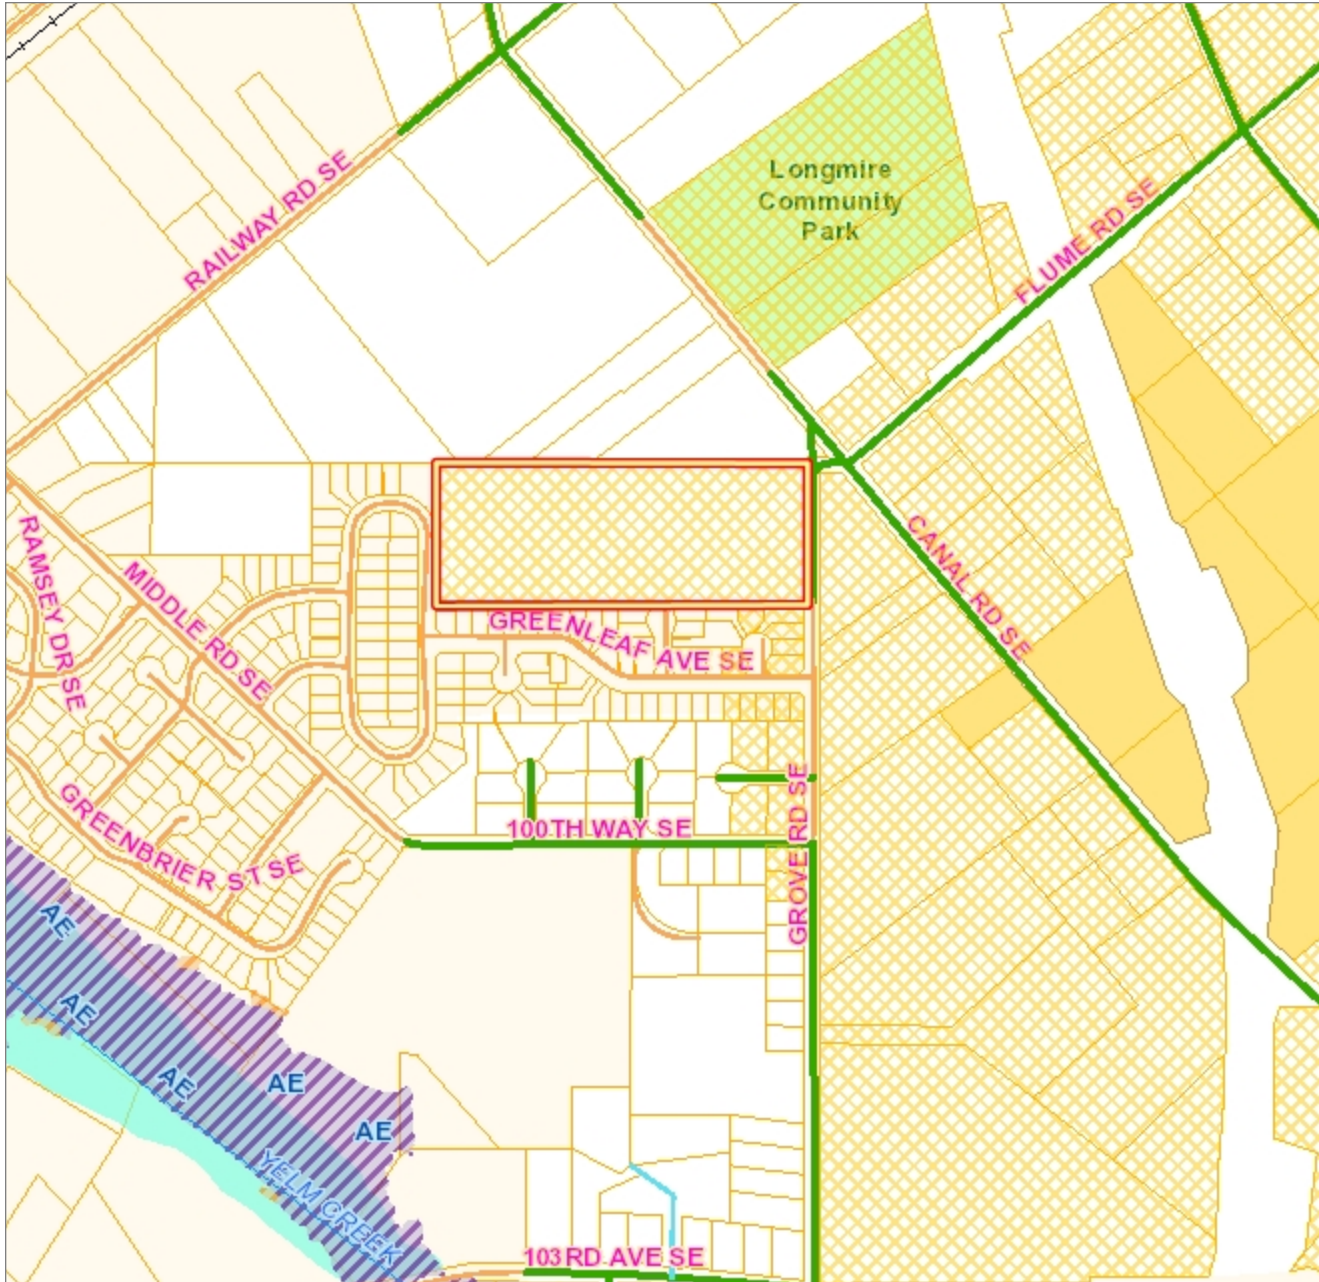 Longmire
Community
Park
RAILWAY RD SE
FLUME RD SE
CANAL RD SE
RAMSEY DR SE
MIDDLE RD SE
GREENLEAF AVE SE
GREENBRIER ST SE
100TH WAY SE
GROVE RD SE
AE
AE
AE
AE
AE
YELM CREEK
103RD AVE SE